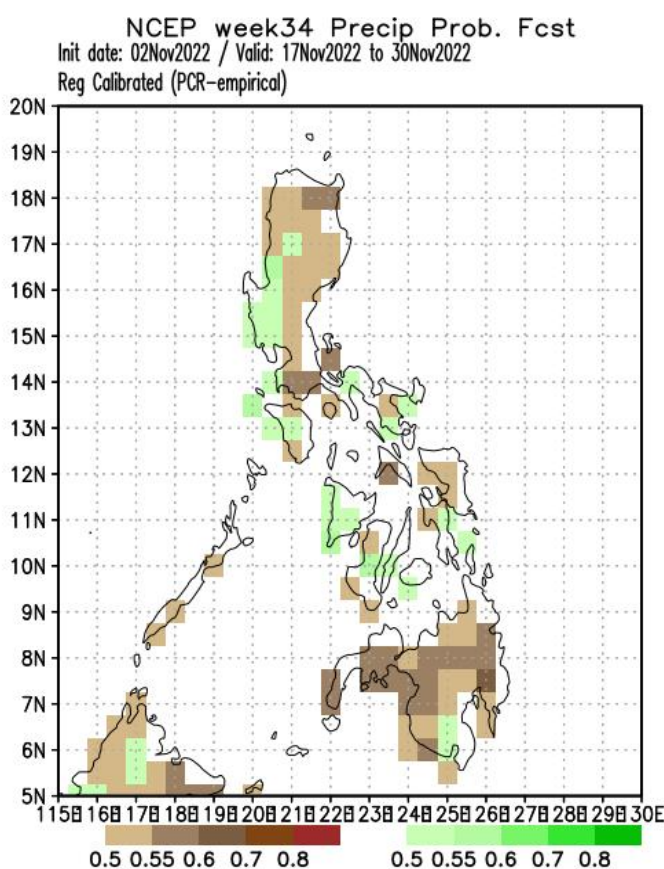 NCEP week34 Precip Prob. Fcst
Init date: 02Nov2022 / Valid: 17Nov2022 to 30Nov2022
Reg Calibrated (PCR-empirical)
20N
19N
18N
17N
16N
15N
14N
13N
12N
11N
10N
9N
8N
7N
6N
5N
115E 116E 117E 118E 119E 120E 121E 122E 123E 124E 125E 126E 127E 128E 129E 130E
0.5 0.55 0.6 0.7 0.8 0.5 0.55 0.6 0.7 0.8